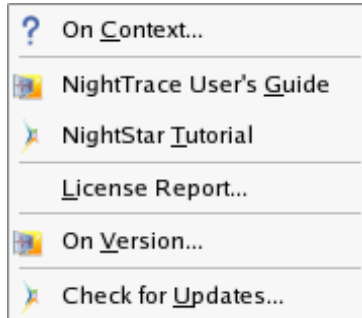 On Context...
NightTrace User's Guide
NightStar Tutorial
License Report...
On Version...
Check for Updates...